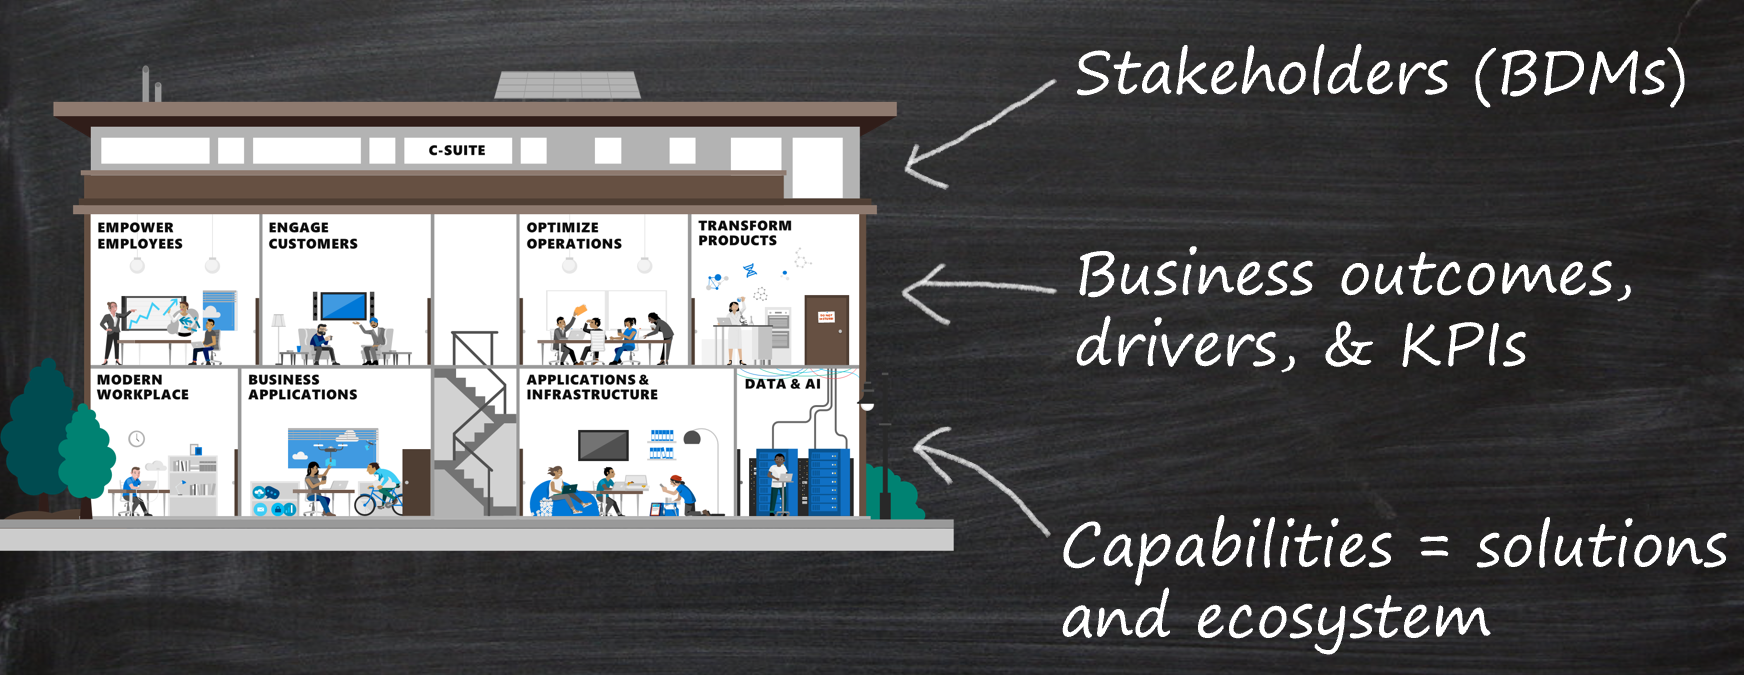 Stakeholders (BDMs)
C-SUITE
EMPOWER
EMPLOYEES
ENGAGE
CUSTOMERS
OPTIMIZE
OPERATIONS
TRANSFORM
PRODUCTS
Business outcomes,
drivers, & KPIs
MODERN
WORKPLACE
BUSINESS
APPLICATIONS
APPLICATIONS &
INFRASTRUCTURE
DATA & AI
Capabilities = solutions
and ecosystem